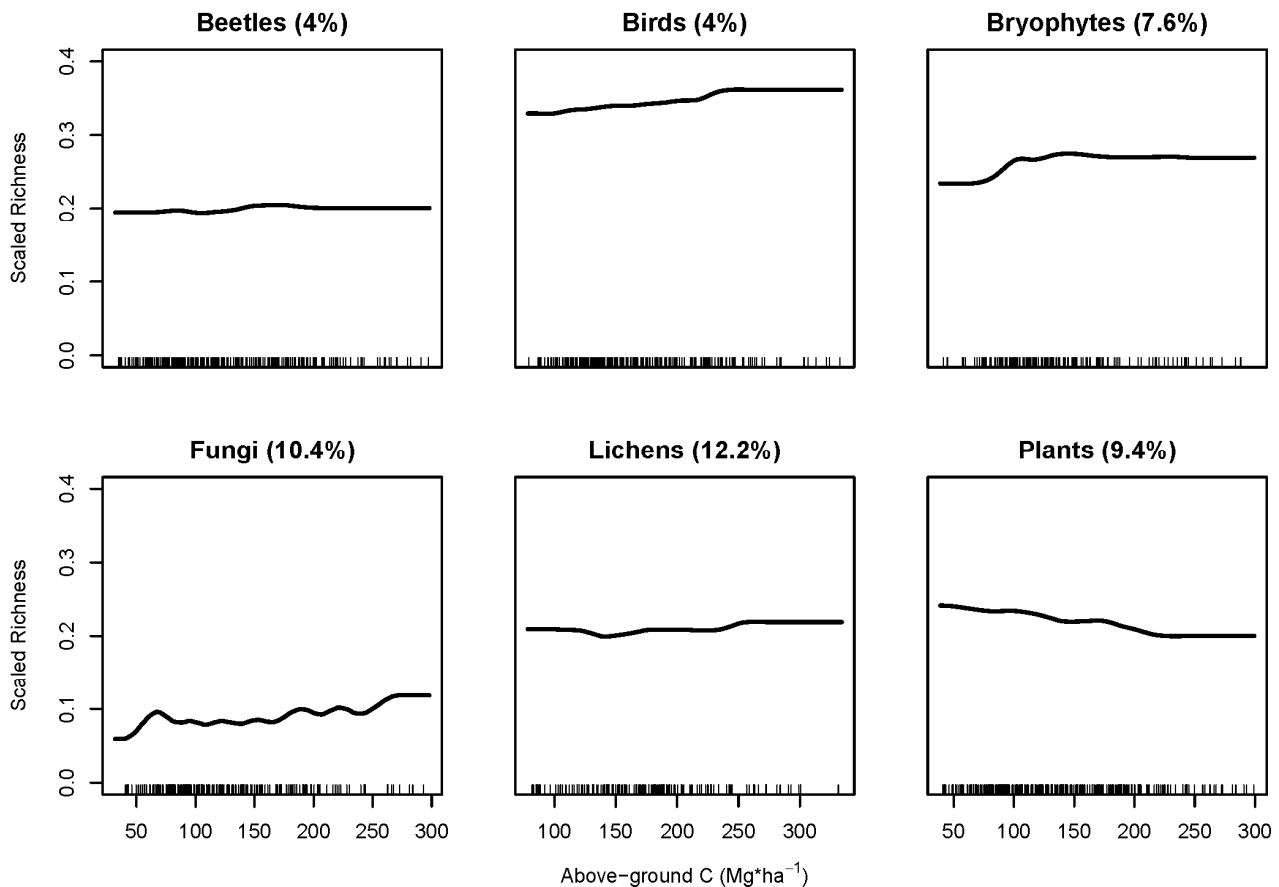 Beetles (4%)
Birds (4%)
Bryophytes (7.6%)
Scaled Richness
0.4
0.3
0.2
0.1
0.0
Fungi (10.4%)
Lichens (12.2%)
Plants (9.4%)
Scaled Richness
0.4
0.3
0.2
0.1
0.0
50 100 150 200 250 300
100 150 200 250 300
50 100 150 200 250 300
Above−ground C (Mg*ha⁻¹)